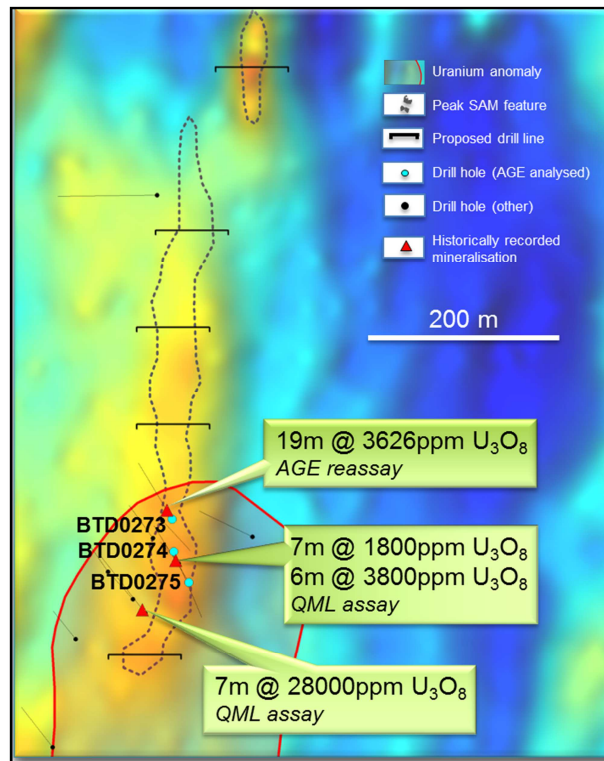 Uranium anomaly
Peak SAM feature
Proposed drill line
Drill hole (AGE analysed)
Drill hole (other)
Historically recorded
mineralisation
200 m
19m @ 3626ppm U₃O₈
AGE reassay
BTD0273
BTD0274
BTD0275
7m @ 1800ppm U₃O₈
6m @ 3800ppm U₃O₈
QML assay
7m @ 28000ppm U₃O₈
QML assay